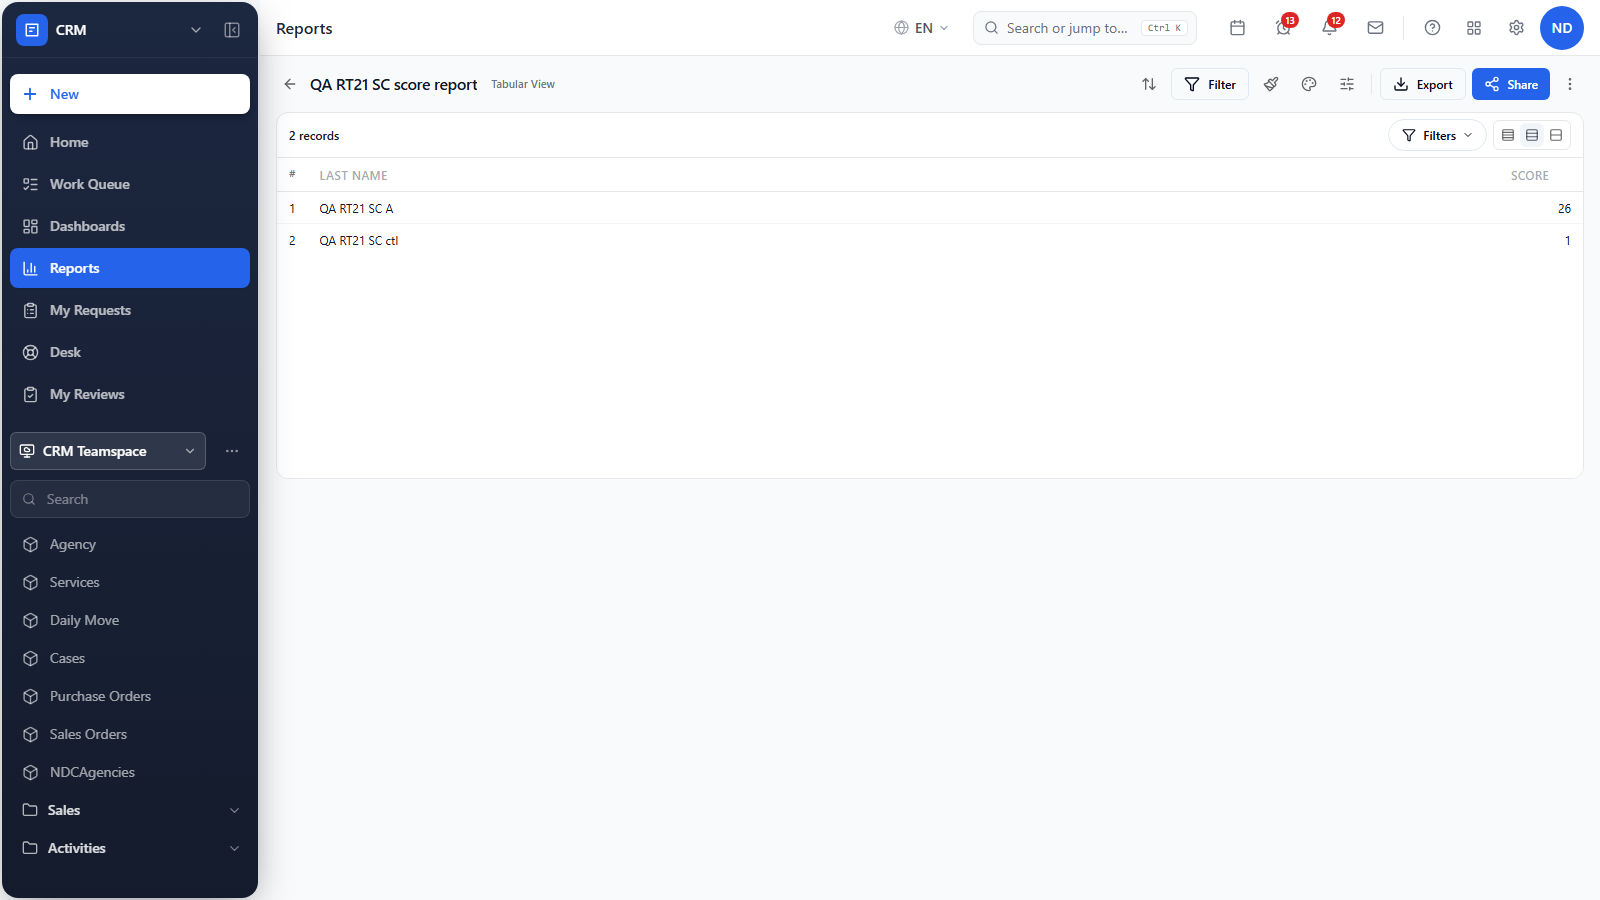 CRM
New
Home
Work Queue
Dashboards
Reports
My Requests
Desk
My Reviews
CRM Teamspace
Search
Agency
Services
Daily Move
Cases
Purchase Orders
Sales Orders
NDCAgencies
Sales
Activities
Reports
EN
Search or jump to...
Ctrl K
13
12
ND
QA RT21 SC score report
Tabular View
Filter
Export
Share
2 records
Filters
# LAST NAME SCORE
1 QA RT21 SC A 26
2 QA RT21 SC ctl 1